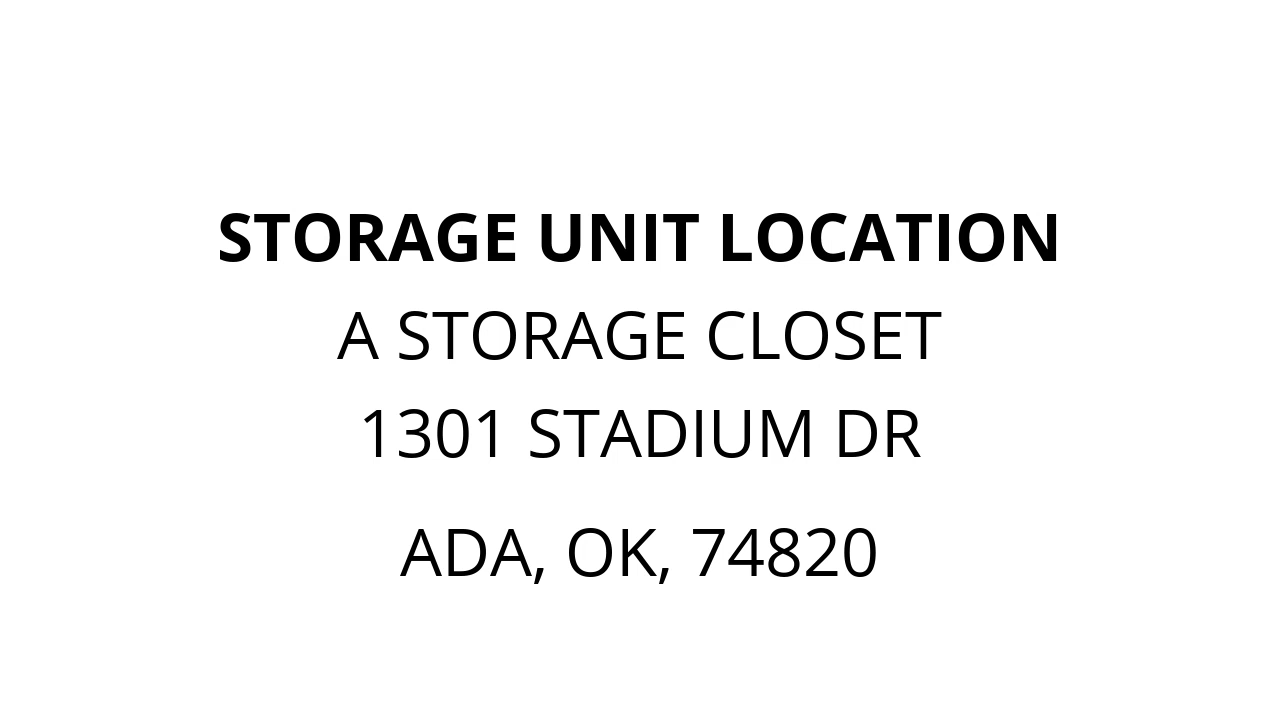 STORAGE UNIT LOCATION
A STORAGE CLOSET
1301 STADIUM DR
ADA, OK, 74820